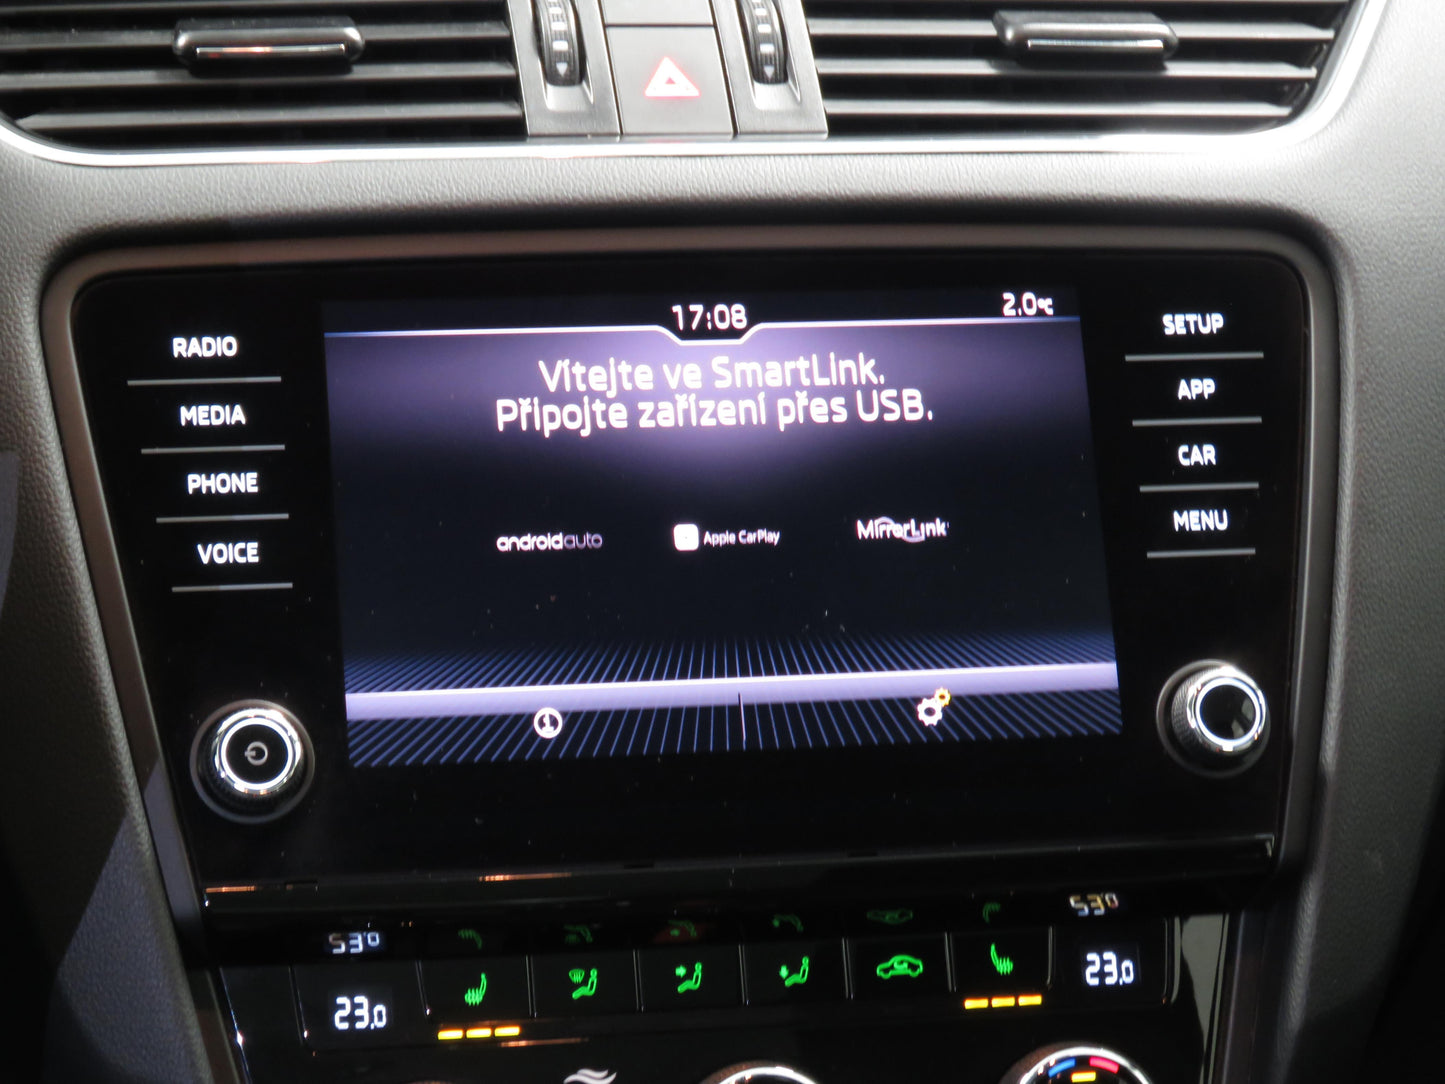 17:08
2.0°C
RADIO
MEDIA
PHONE
VOICE
Vítejte ve SmartLink.
Připojte zařízení přes USB.
androidauto
Apple CarPlay
MirrorLink
SETUP
APP
CAR
MENU
23.0
23.0